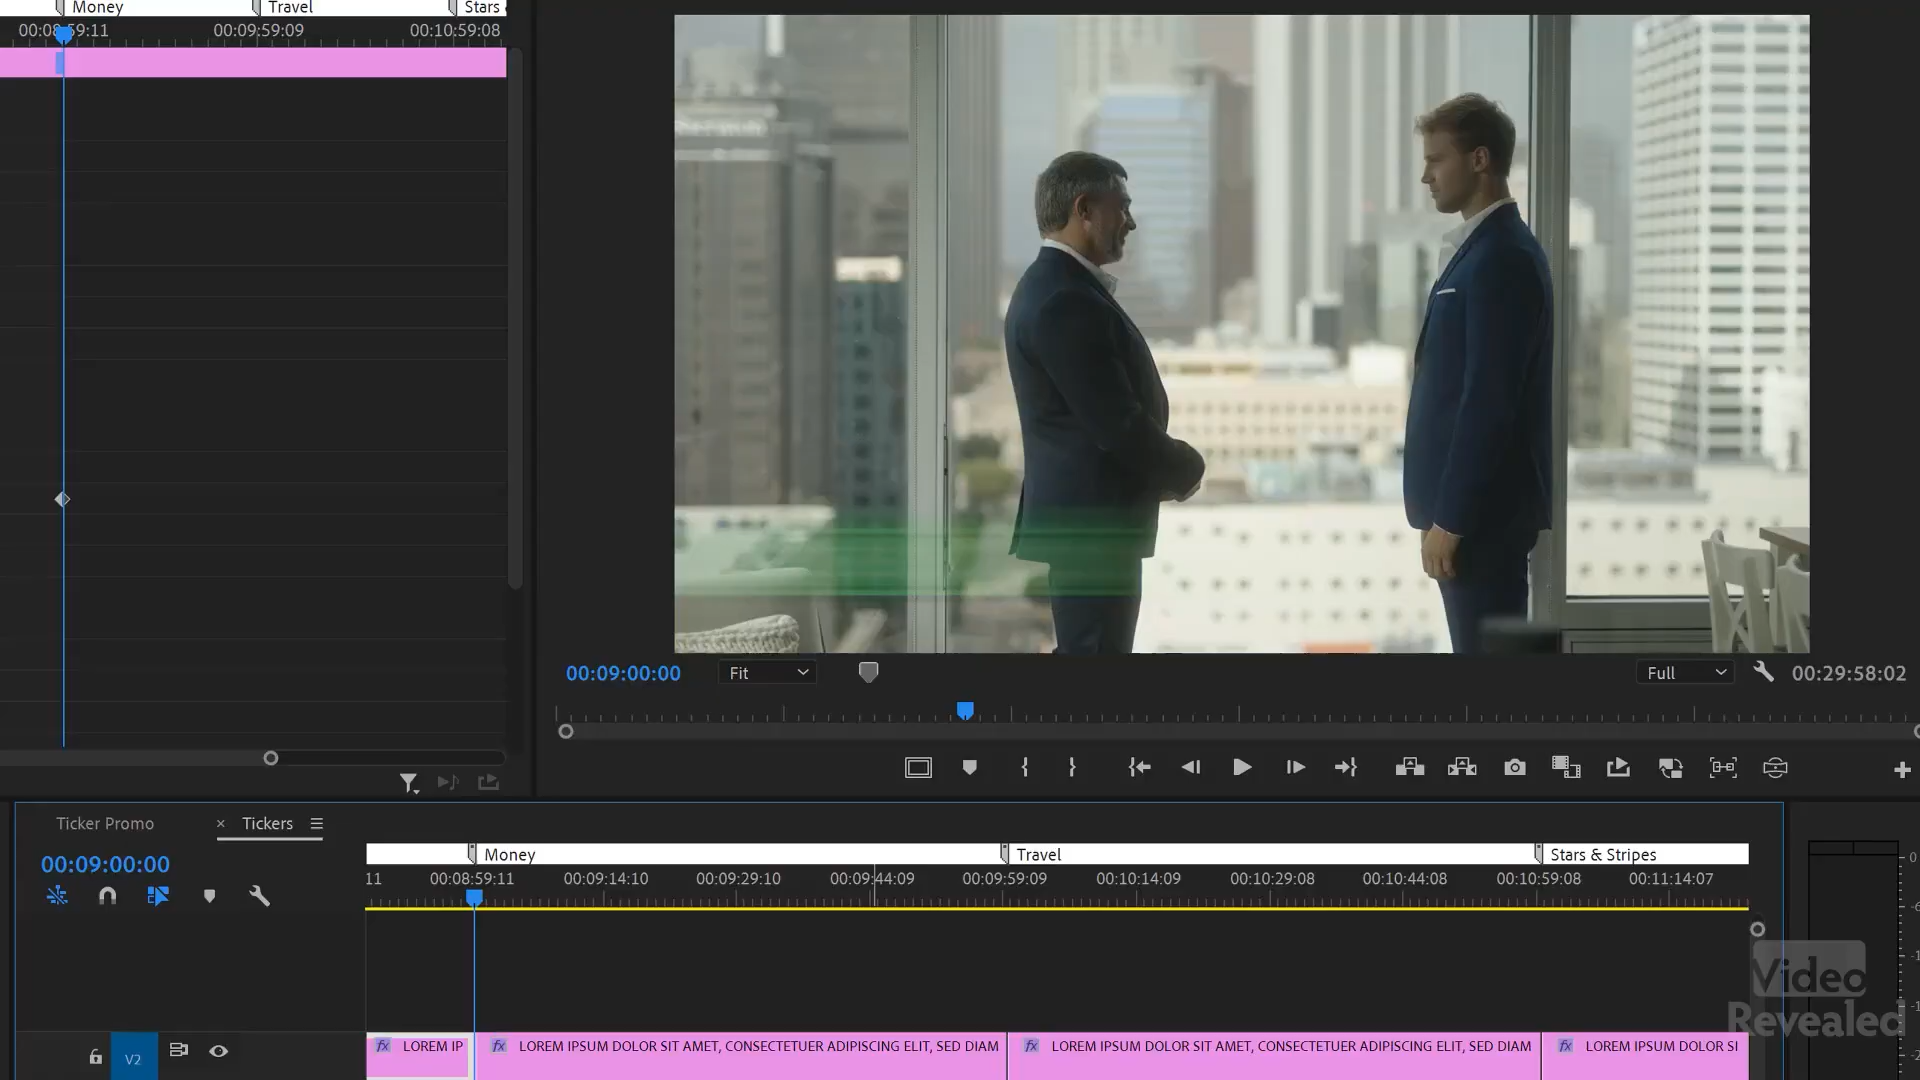 Money
Travel
Stars
00:08:59:11
00:09:59:09
00:10:59:08
00:09:00:00
Fit
Full
00:29:58:02
Ticker Promo
× Tickers
00:09:00:00
Money
Travel
Stars & Stripes
11
00:08:59:11
00:09:14:10
00:09:29:10
00:09:44:09
00:09:59:09
00:10:14:09
00:10:29:08
00:10:44:08
00:10:59:08
00:11:14:07
0
Video
Revealed
V2
fx LOREM IP
fx LOREM IPSUM DOLOR SIT AMET, CONSECTETUER ADIPISCING ELIT, SED DIAM
fx LOREM IPSUM DOLOR SIT AMET, CONSECTETUER ADIPISCING ELIT, SED DIAM
fx LOREM IPSUM DOLOR SI